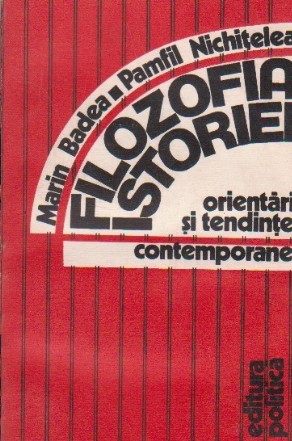 Marin Badea ■ Pamfil Nichițelea
FILOZOFIA
ISTORIEI
orientări
și tendințe
contemporane
editura
politică